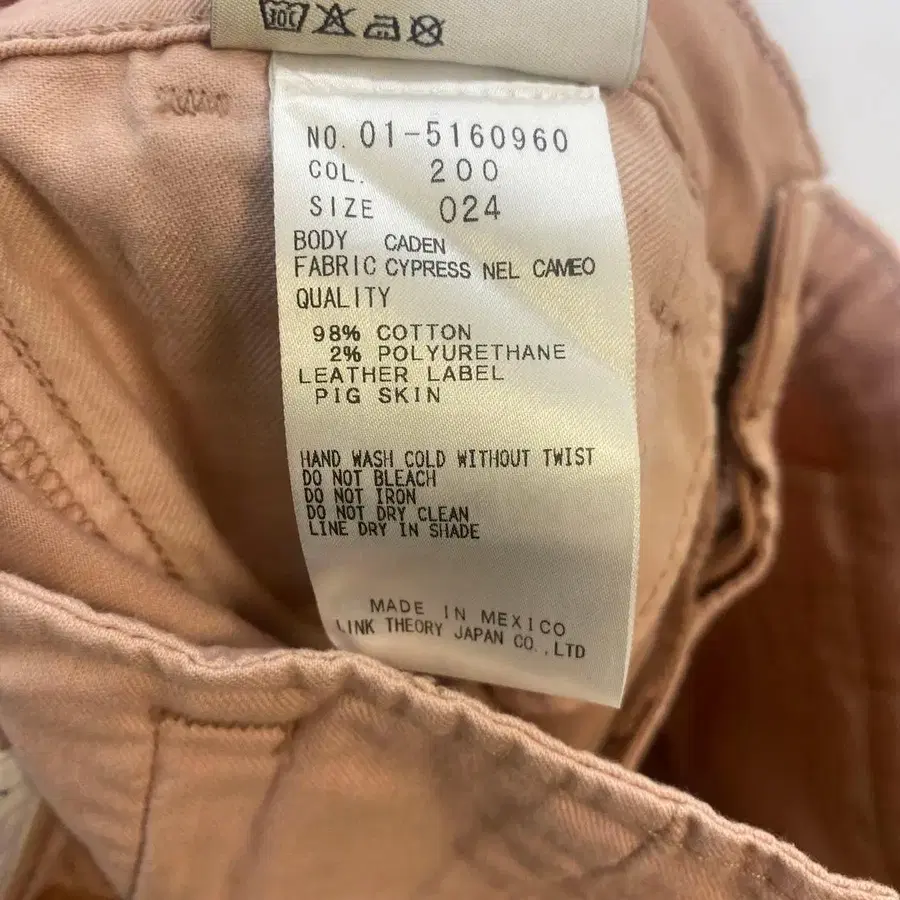 NO. 01-5160960
COL. 200
SIZE 024
BODY CADEN
FABRIC CYPRESS NEL CAMEO
QUALITY
98% COTTON
2% POLYURETHANE
LEATHER LABEL
PIG SKIN
HAND WASH COLD WITHOUT TWIST
DO NOT BLEACH
DO NOT IRON
DO NOT DRY CLEAN
LINE DRY IN SHADE
MADE IN MEXICO
LINK THEORY JAPAN CO.,LTD